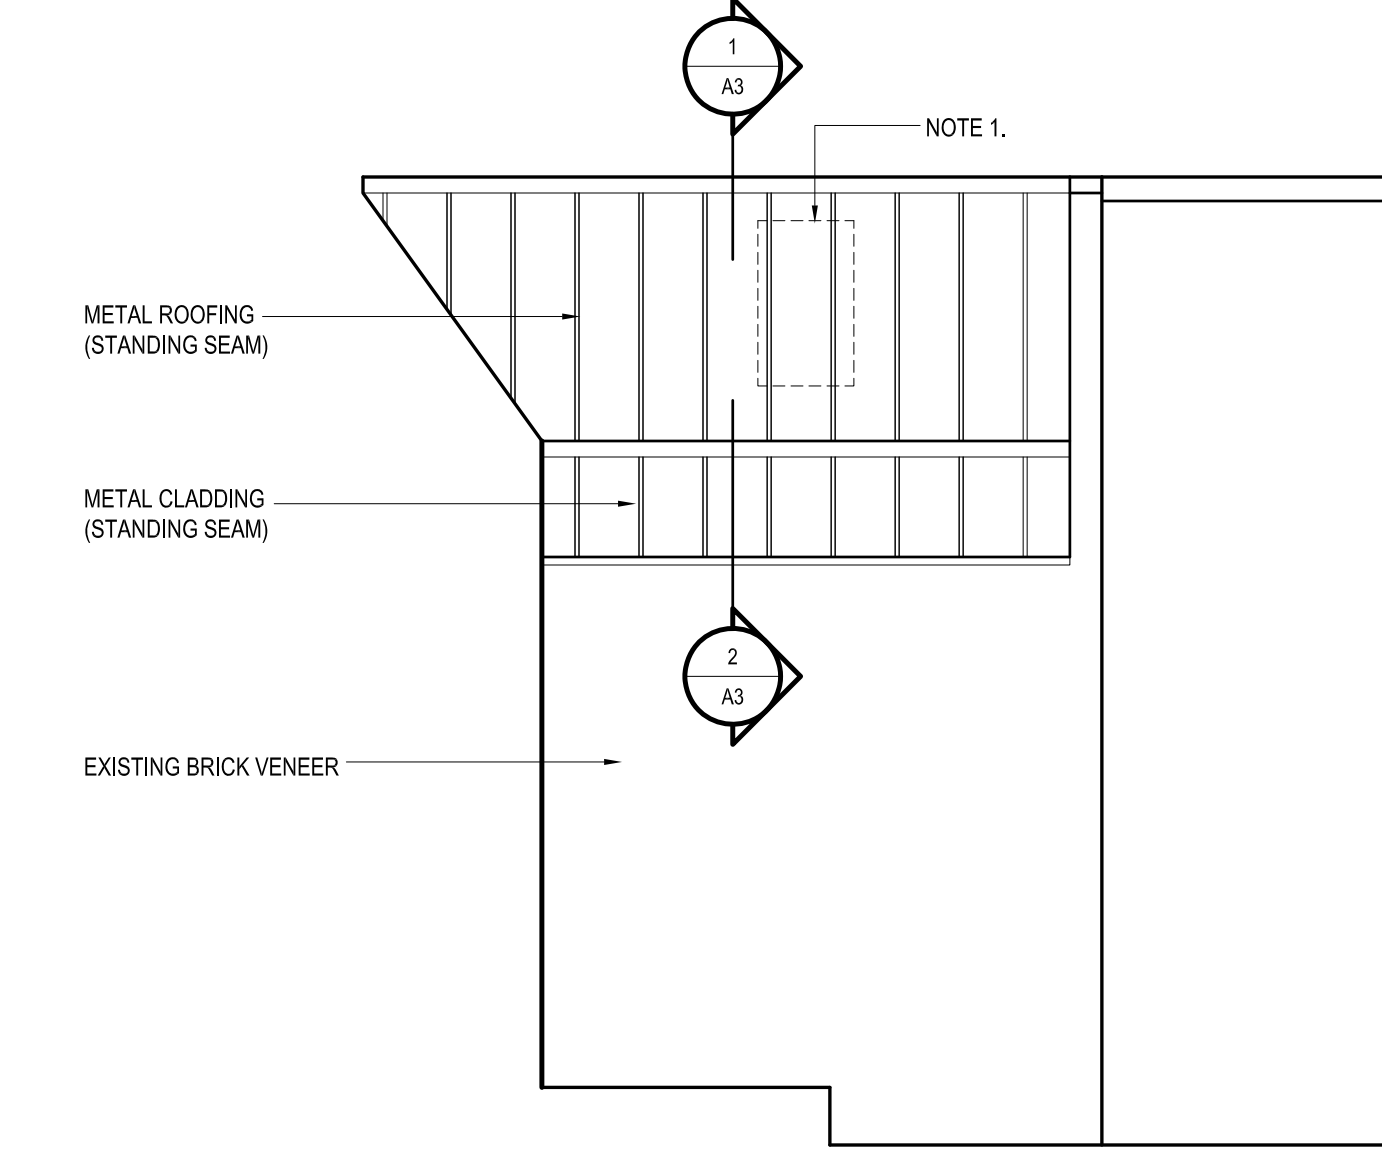 1
A3
NOTE 1.
METAL ROOFING
(STANDING SEAM)
METAL CLADDING
(STANDING SEAM)
2
A3
EXISTING BRICK VENEER